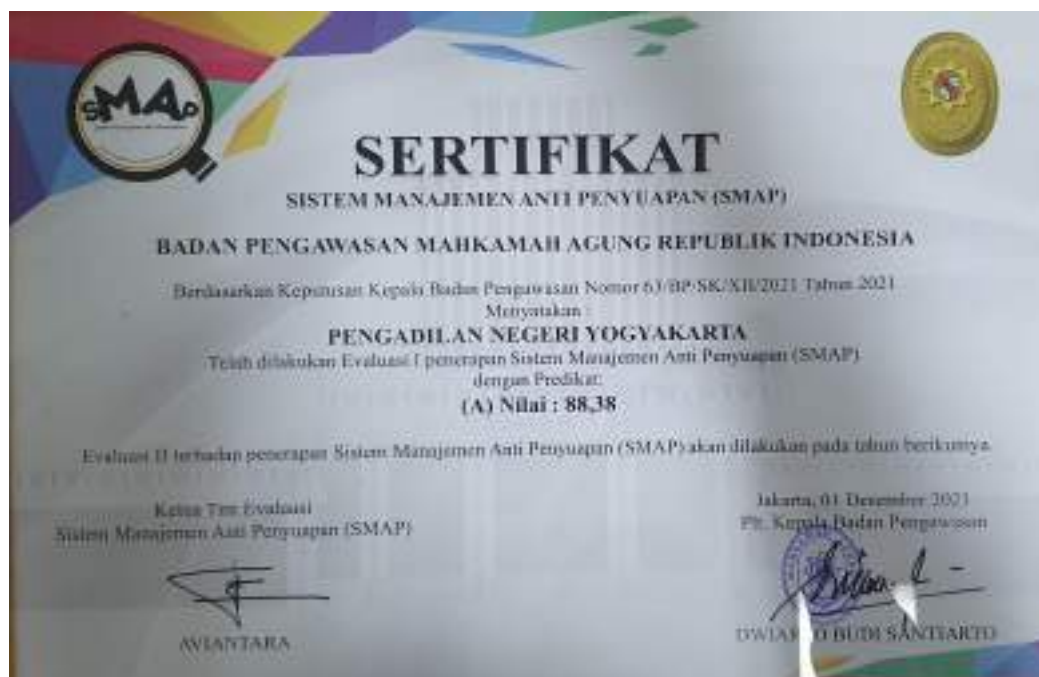 SMAP
SERTIFIKAT
SISTEM MANAJEMEN ANTI PENYUAPAN (SMAP)
BADAN PENGAWASAN MAHKAMAH AGUNG REPUBLIK INDONESIA
Berdasarkan Keputusan Kepala Badan Pengawasan Nomor 63/BP/SK/XII/2021 Tahun 2021
Menyatakan :
PENGADILAN NEGERI YOGYAKARTA
Telah dilakukan Evaluasi I penerapan Sistem Manajemen Anti Penyuapan (SMAP)
dengan Predikat:
(A) Nilai : 88,38
Evaluasi II terhadap penerapan Sistem Manajemen Anti Penyuapan (SMAP) akan dilakukan pada tahun berikutnya.
Ketua Tim Evaluasi
Sistem Manajemen Anti Penyuapan (SMAP)
AVIANTARA
Jakarta, 01 Desember 2021
Plt. Kepala Badan Pengawasan
BUDI SANTIARTO